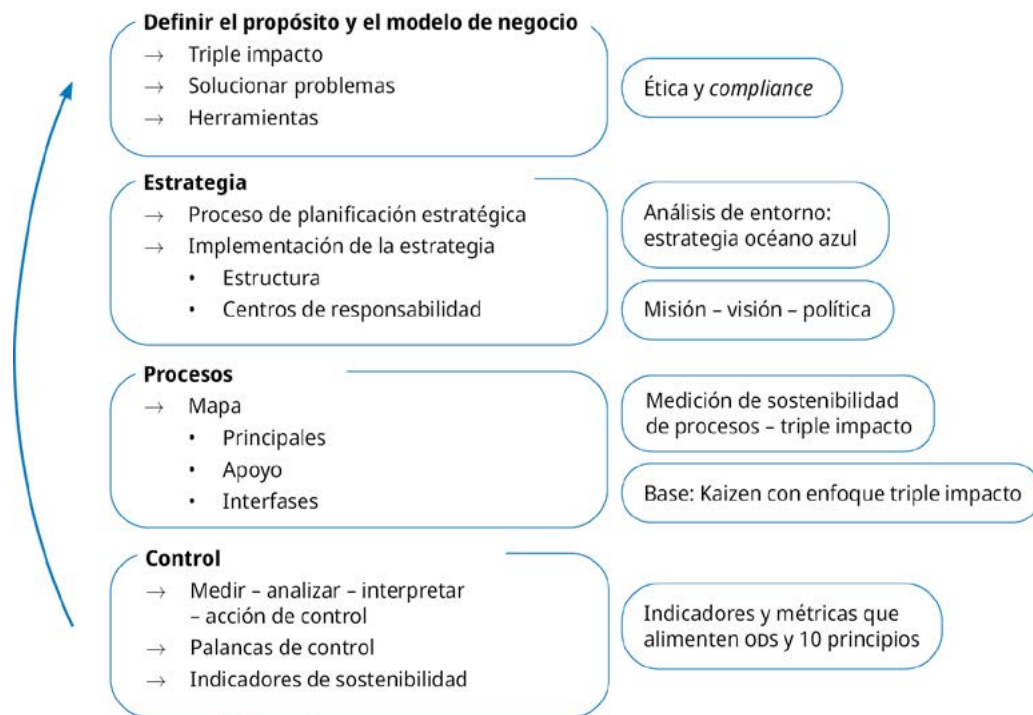 Definir el propósito y el modelo de negocio
→ Triple impacto
→ Solucionar problemas
→ Herramientas
Ética y compliance
Estrategia
→ Proceso de planificación estratégica
→ Implementación de la estrategia
• Estructura
• Centros de responsabilidad
Análisis de entorno:
estrategia océano azul
Misión – visión – política
Procesos
→ Mapa
• Principales
• Apoyo
• Interfases
Medición de sostenibilidad
de procesos – triple impacto
Base: Kaizen con enfoque triple impacto
Control
→ Medir – analizar – interpretar
– acción de control
→ Palancas de control
→ Indicadores de sostenibilidad
Indicadores y métricas que
alimenten ODS y 10 principios